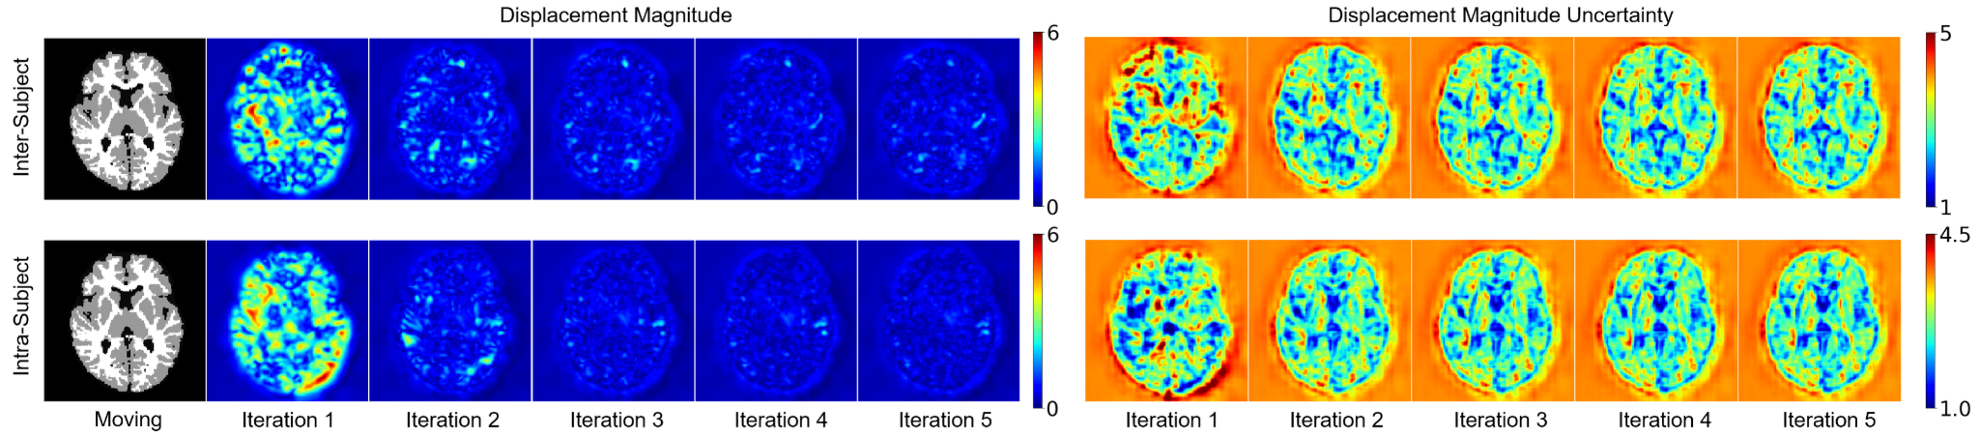 Displacement Magnitude
Displacement Magnitude Uncertainty
Inter-Subject
6
0
5
1
Intra-Subject
6
0
4.5
1.0
Moving
Iteration 1
Iteration 2
Iteration 3
Iteration 4
Iteration 5
Iteration 1
Iteration 2
Iteration 3
Iteration 4
Iteration 5